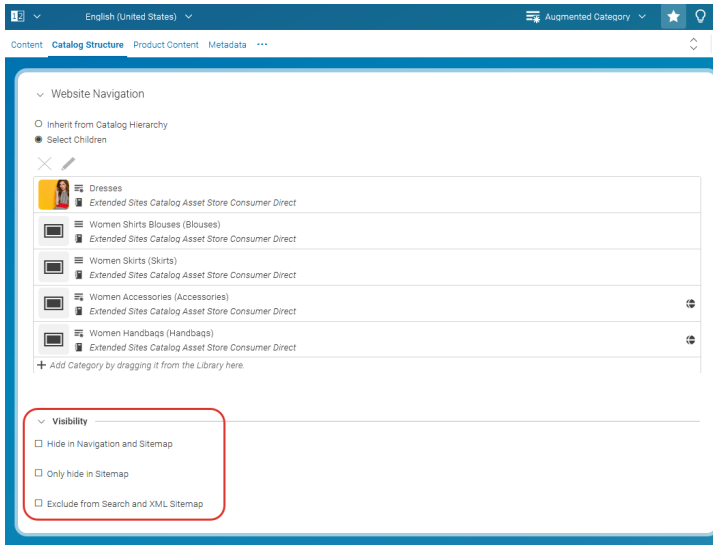 English (United States)
Augmented Category
Content Catalog Structure Product Content Metadata
Website Navigation
Inherit from Catalog Hierarchy
Select Children
Dresses
Extended Sites Catalog Asset Store Consumer Direct
Women Shirts Blouses (Blouses)
Extended Sites Catalog Asset Store Consumer Direct
Women Skirts (Skirts)
Extended Sites Catalog Asset Store Consumer Direct
Women Accessories (Accessories)
Extended Sites Catalog Asset Store Consumer Direct
Women Handbags (Handbags)
Extended Sites Catalog Asset Store Consumer Direct
Add Category by dragging it from the Library here.
Visibility
Hide in Navigation and Sitemap
Only hide in Sitemap
Exclude from Search and XML Sitemap